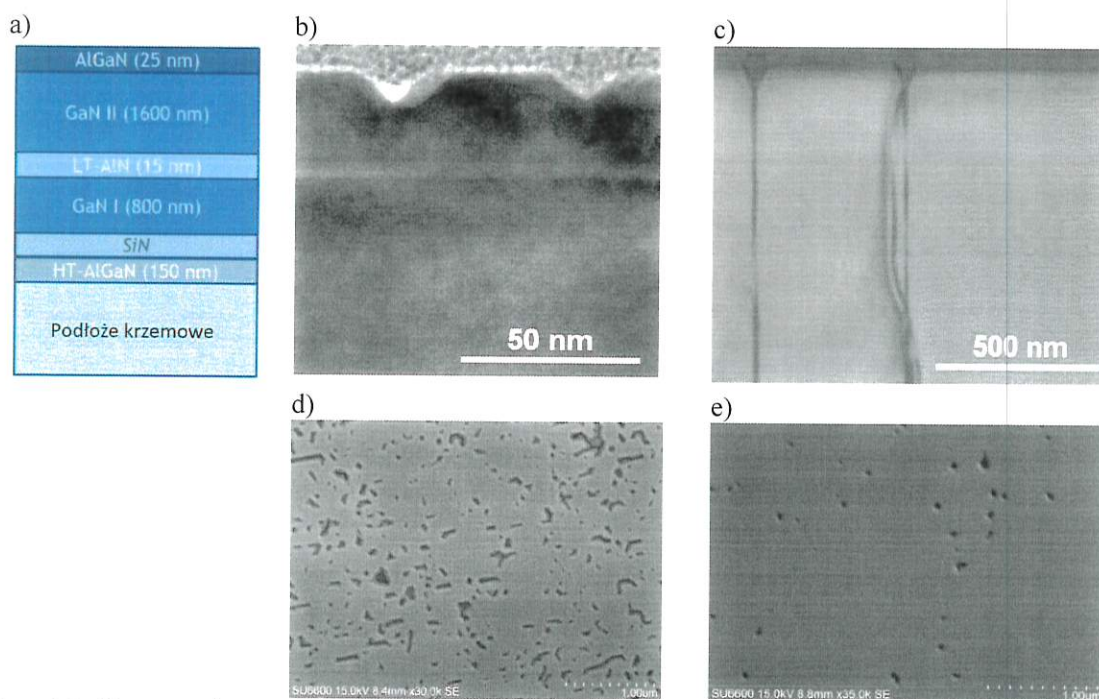 a)
AlGaN (25 nm)
GaN II (1600 nm)
LT-AlN (15 nm)
GaN I (800 nm)
SiN
HT-AlGaN (150 nm)
Podłoże krzemowe
b)
50 nm
c)
500 nm
d)
SU6600 15.0kV 8.4mm x30.0k SE
1.00um
e)
SU6600 15.0kV 8.8mm x35.0k SE
1.00um